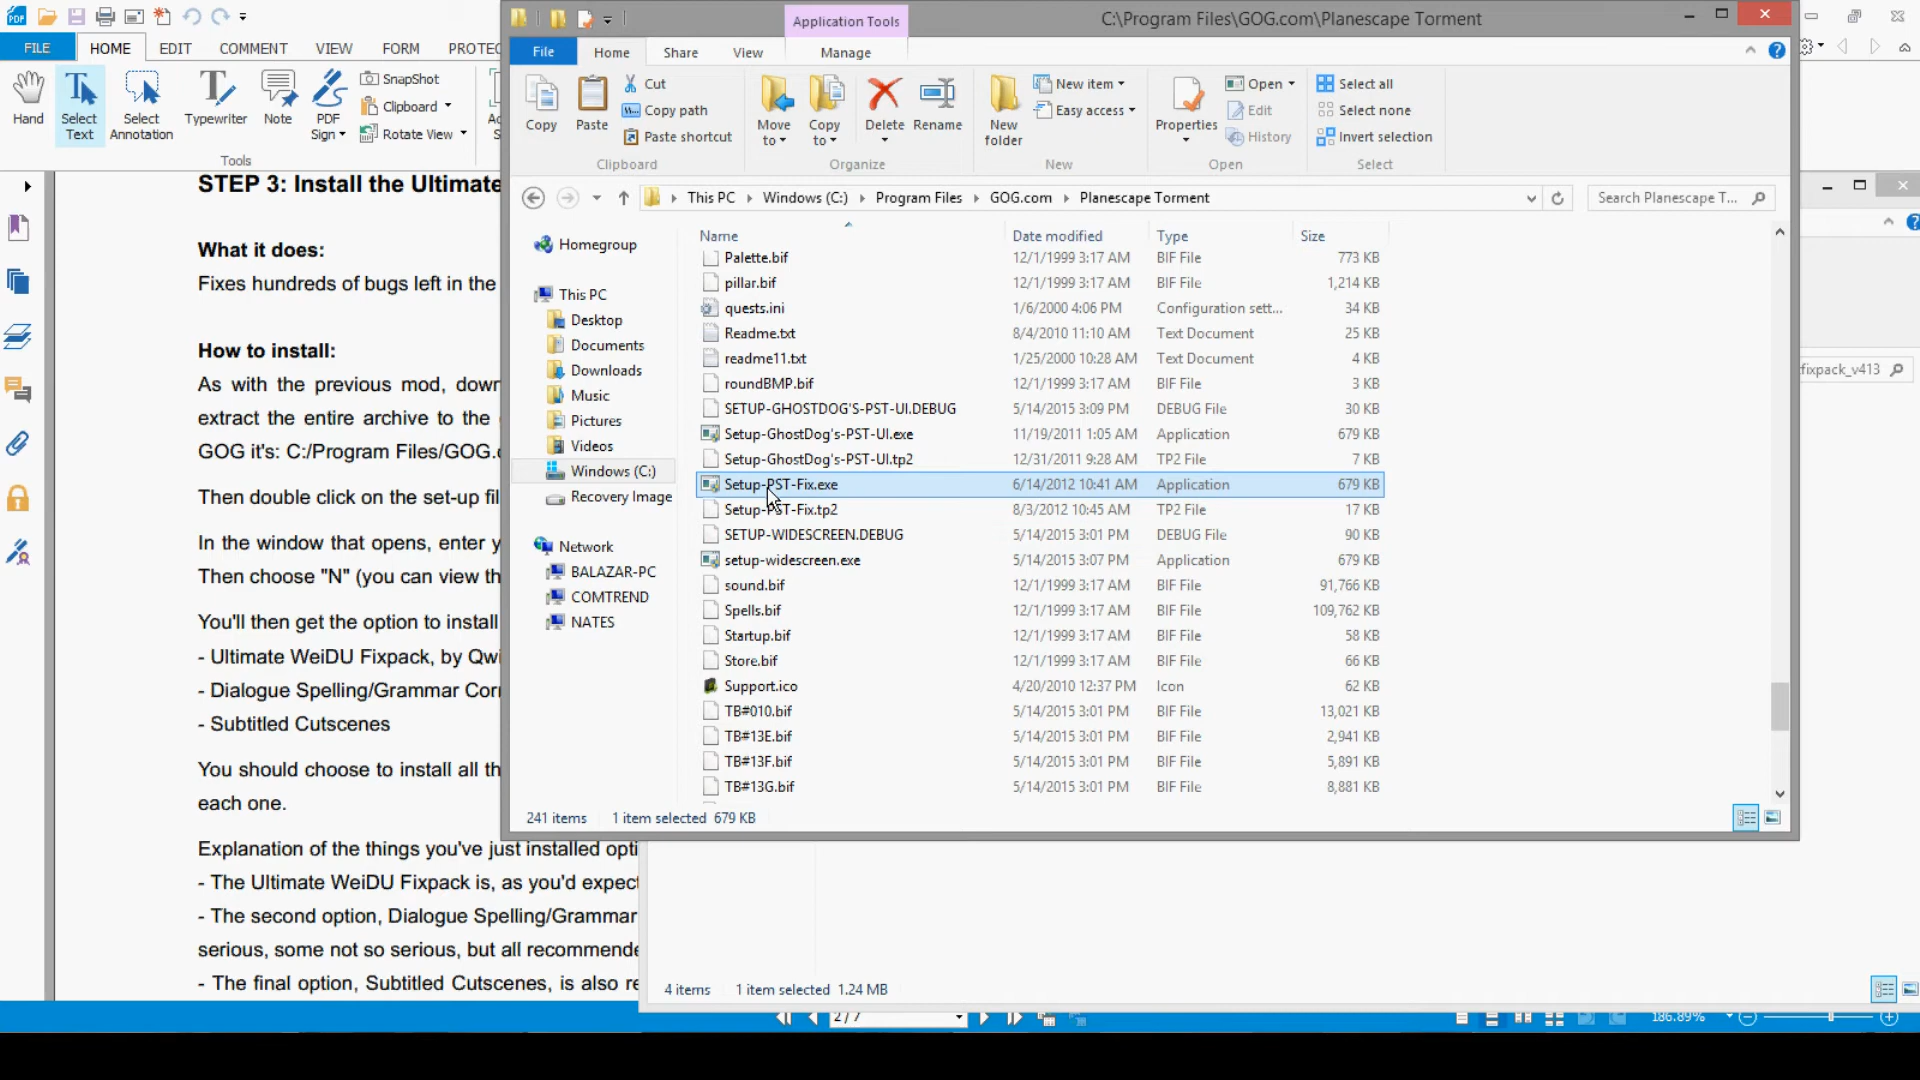 FILE
HOME
EDIT
COMMENT
VIEW
FORM
PROTEC
Hand
Select
Text
Select
Annotation
Typewriter
Note
PDF
Sign
SnapShot
Clipboard
Rotate View
Tools
STEP 3: Install the Ultimate
What it does:
Fixes hundreds of bugs left in the
How to install:
As with the previous mod, down
extract the entire archive to the
GOG it's: C:/Program Files/GOG.c
Then double click on the set-up fil
In the window that opens, enter y
Then choose "N" (you can view th
You'll then get the option to install
- Ultimate WeiDU Fixpack, by Qwi
- Dialogue Spelling/Grammar Corr
- Subtitled Cutscenes
You should choose to install all th
each one.
Explanation of the things you've just installed opti
- The Ultimate WeiDU Fixpack is, as you'd expect
- The second option, Dialogue Spelling/Grammar
serious, some not so serious, but all recommende
- The final option, Subtitled Cutscenes, is also re
Application Tools
C:\Program Files\GOG.com\Planescape Torment
File
Home
Share
View
Manage
Copy
Paste
Cut
Copy path
Paste shortcut
Clipboard
Move
to
Copy
to
Delete
Rename
Organize
New
folder
New item
Easy access
New
Properties
Open
Edit
History
Open
Select all
Select none
Invert selection
Select
This PC
Windows (C:)
Program Files
GOG.com
Planescape Torment
Search Planescape T...
Homegroup
This PC
Desktop
Documents
Downloads
Music
Pictures
Videos
Windows (C:)
Recovery Image
Network
BALAZAR-PC
COMTREND
NATES
Name Date modified Type Size
Palette.bif 12/1/1999 3:17 AM BIF File 773 KB
pillar.bif 12/1/1999 3:17 AM BIF File 1,214 KB
quests.ini 1/6/2000 4:06 PM Configuration sett... 34 KB
Readme.txt 8/4/2010 11:10 AM Text Document 25 KB
readme11.txt 1/25/2000 10:28 AM Text Document 4 KB
roundBMP.bif 12/1/1999 3:17 AM BIF File 3 KB
SETUP-GHOSTDOG'S-PST-UI.DEBUG 5/14/2015 3:09 PM DEBUG File 30 KB
Setup-GhostDog's-PST-UI.exe 11/19/2011 1:05 AM Application 679 KB
Setup-GhostDog's-PST-UI.tp2 12/31/2011 9:28 AM TP2 File 7 KB
Setup-PST-Fix.exe 6/14/2012 10:41 AM Application 679 KB
Setup-PST-Fix.tp2 8/3/2012 10:45 AM TP2 File 17 KB
SETUP-WIDESCREEN.DEBUG 5/14/2015 3:01 PM DEBUG File 90 KB
setup-widescreen.exe 5/14/2015 3:07 PM Application 679 KB
sound.bif 12/1/1999 3:17 AM BIF File 91,766 KB
Spells.bif 12/1/1999 3:17 AM BIF File 109,762 KB
Startup.bif 12/1/1999 3:17 AM BIF File 58 KB
Store.bif 12/1/1999 3:17 AM BIF File 66 KB
Support.ico 4/20/2010 12:37 PM Icon 62 KB
TB#010.bif 5/14/2015 3:01 PM BIF File 13,021 KB
TB#13E.bif 5/14/2015 3:01 PM BIF File 2,941 KB
TB#13F.bif 5/14/2015 3:01 PM BIF File 5,891 KB
TB#13G.bif 5/14/2015 3:01 PM BIF File 8,881 KB
241 items 1 item selected 679 KB
fixpack_v413
4 items 1 item selected 1.24 MB
2 / 7
186.89%